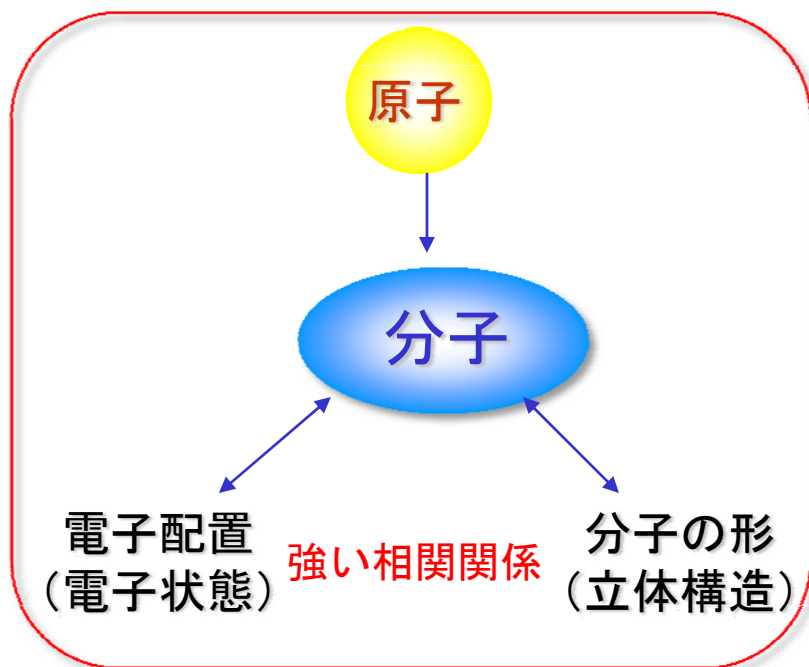 原子
分子
電子配置
（電子状態）
強い相関関係
分子の形
（立体構造）